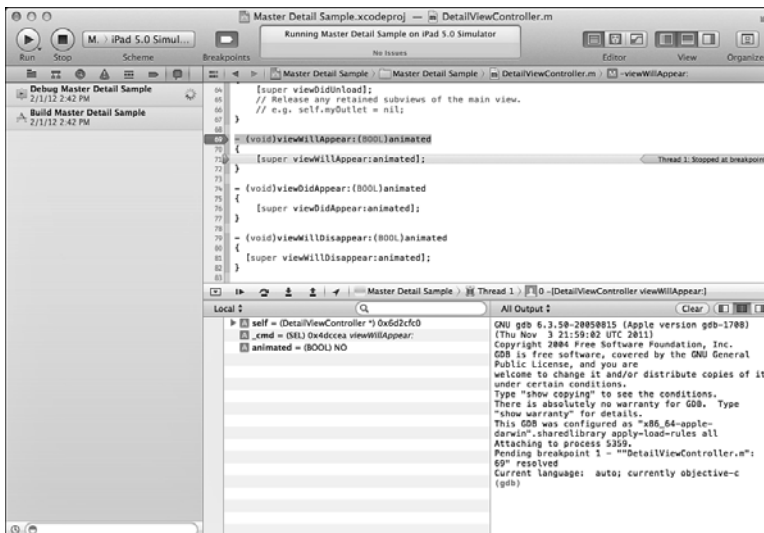 Master Detail Sample.xcodeproj — DetailViewController.m
M. 〉 iPad 5.0 Simul...
Running Master Detail Sample on iPad 5.0 Simulator
No Issues
Run Stop Scheme Breakpoints Editor View Organize
Master Detail Sample 〉 Master Detail Sample 〉 DetailViewController.m 〉 M -viewWillAppear:
Debug Master Detail Sample
2/1/12 2:42 PM
Build Master Detail Sample
2/1/12 2:42 PM
64 [super viewDidUnload];
65 // Release any retained subviews of the main view.
66 // e.g. self.myOutlet = nil;
67 }
68
69 - (void)viewWillAppear:(BOOL)animated
70 {
71 [super viewWillAppear:animated]; Thread 1: Stopped at breakpoin
72 }
73
74 - (void)viewDidAppear:(BOOL)animated
75 {
76 [super viewDidAppear:animated];
77 }
78
79 - (void)viewWillDisappear:(BOOL)animated
80 {
81 [super viewWillDisappear:animated];
82 }
83
Master Detail Sample 〉 Thread 1 〉 0 -[DetailViewController viewWillAppear:]
Local All Output Clear
A self = (DetailViewController *) 0x6d2cfc0
A _cmd = (SEL) 0x4dccea viewWillAppear:
A animated = (BOOL) NO
GNU gdb 6.3.50-20050815 (Apple version gdb-1708)
(Thu Nov 3 21:59:02 UTC 2011)
Copyright 2004 Free Software Foundation, Inc.
GDB is free software, covered by the GNU General
Public License, and you are
welcome to change it and/or distribute copies of it
under certain conditions.
Type "show copying" to see the conditions.
There is absolutely no warranty for GDB. Type
"show warranty" for details.
This GDB was configured as "x86_64-apple-
darwin".sharedlibrary apply-load-rules all
Attaching to process 5359.
Pending breakpoint 1 - ""DetailViewController.m":
69" resolved
Current language: auto; currently objective-c
(gdb)